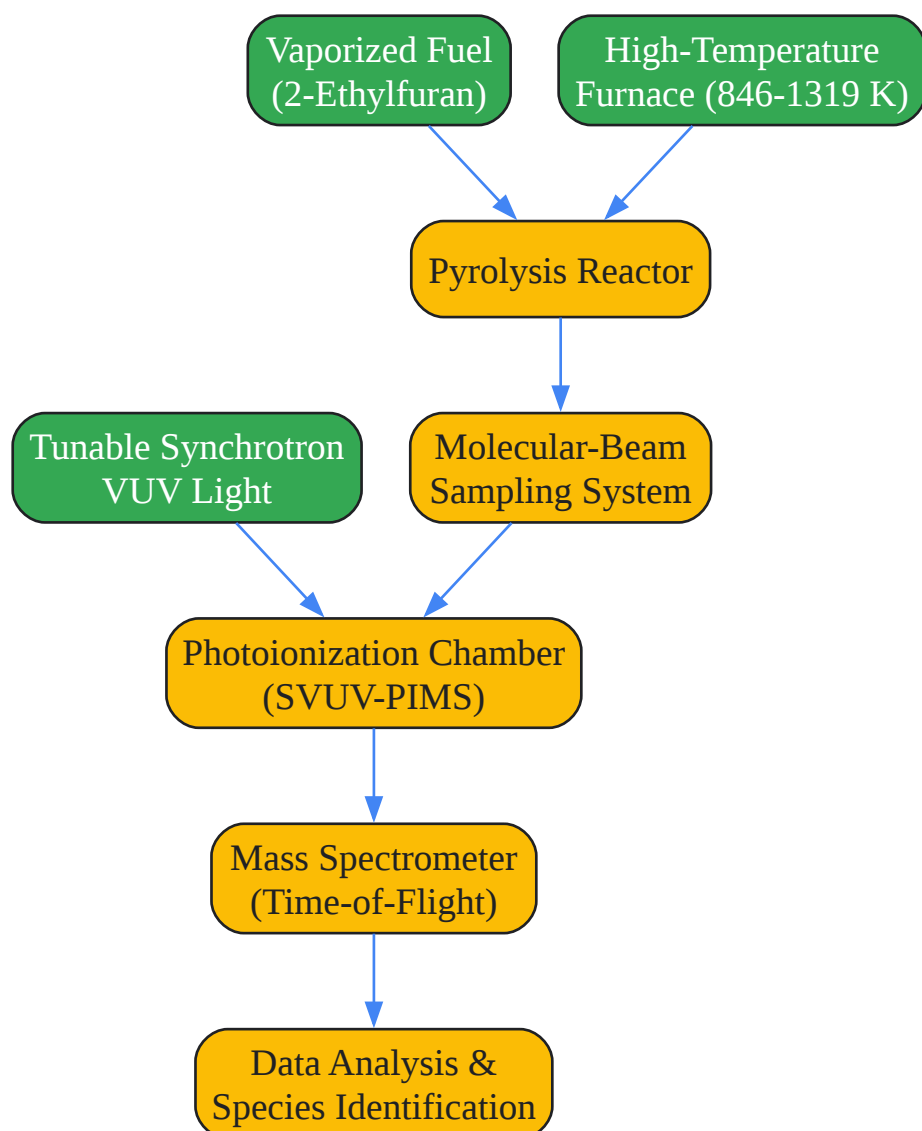 Vaporized Fuel
(2-Ethylfuran)
High-Temperature
Furnace (846-1319 K)
Pyrolysis Reactor
Tunable Synchrotron
VUV Light
Molecular-Beam
Sampling System
Photoionization Chamber
(SVUV-PIMS)
Mass Spectrometer
(Time-of-Flight)
Data Analysis &
Species Identification